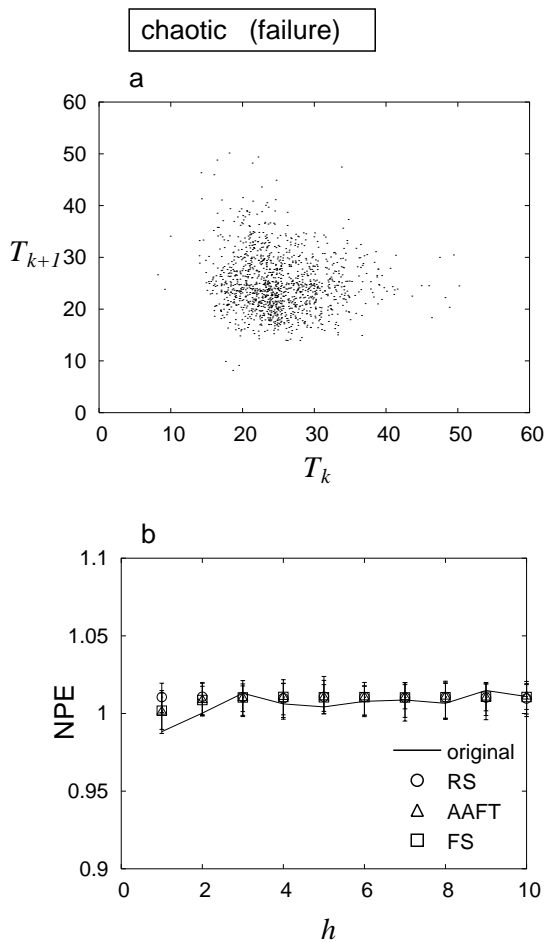 chaotic (failure)
a
60
50
40
T_{k+1} 30
20
10
0
0 10 20 30 40 50 60
T_k
b
1.1
1.05
NPE 1
0.95
0.9
original
RS
AAFT
FS
0 2 4 6 8 10
h